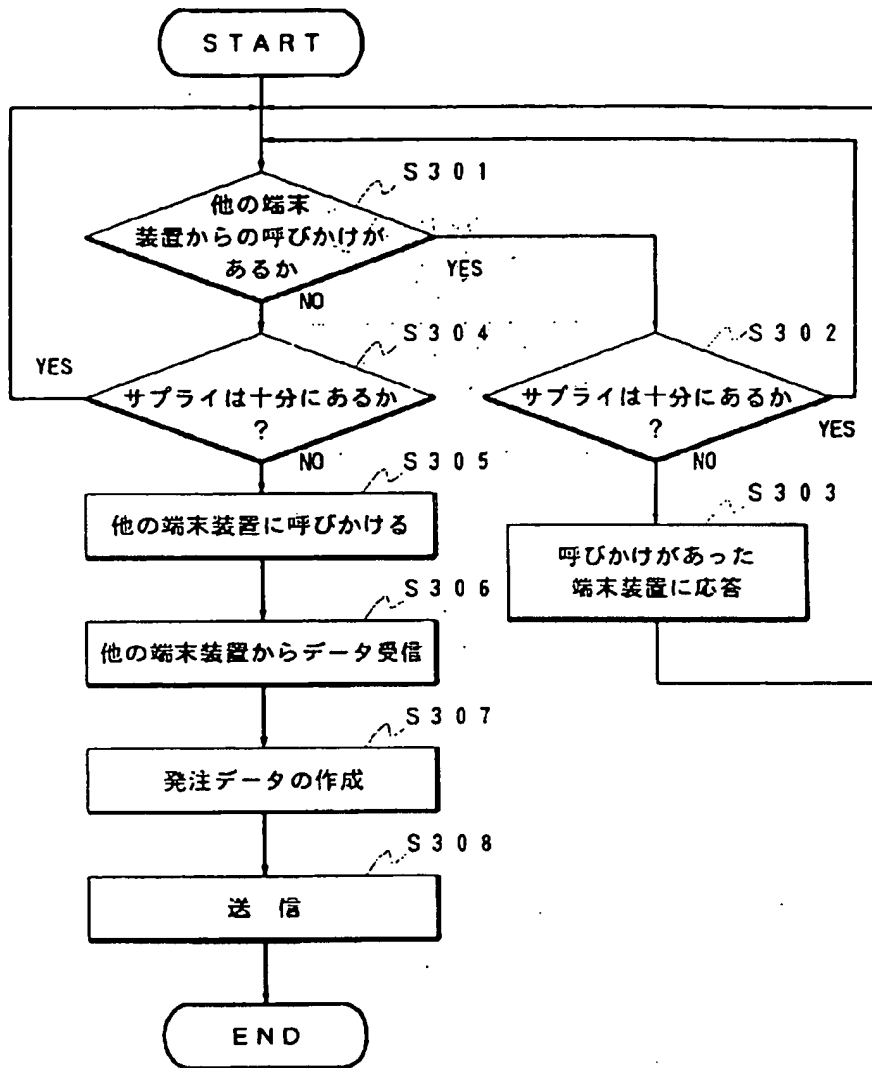 START
S301
他の端末
装置からの呼びかけが
あるか
YES
NO
S304
YES
サプライは十分にあるか
?
NO
S302
サプライは十分にあるか
?
YES
NO
S303
呼びかけがあった
端末装置に応答
S305
他の端末装置に呼びかける
S306
他の端末装置からデータ受信
S307
発注データの作成
S308
送 信
END